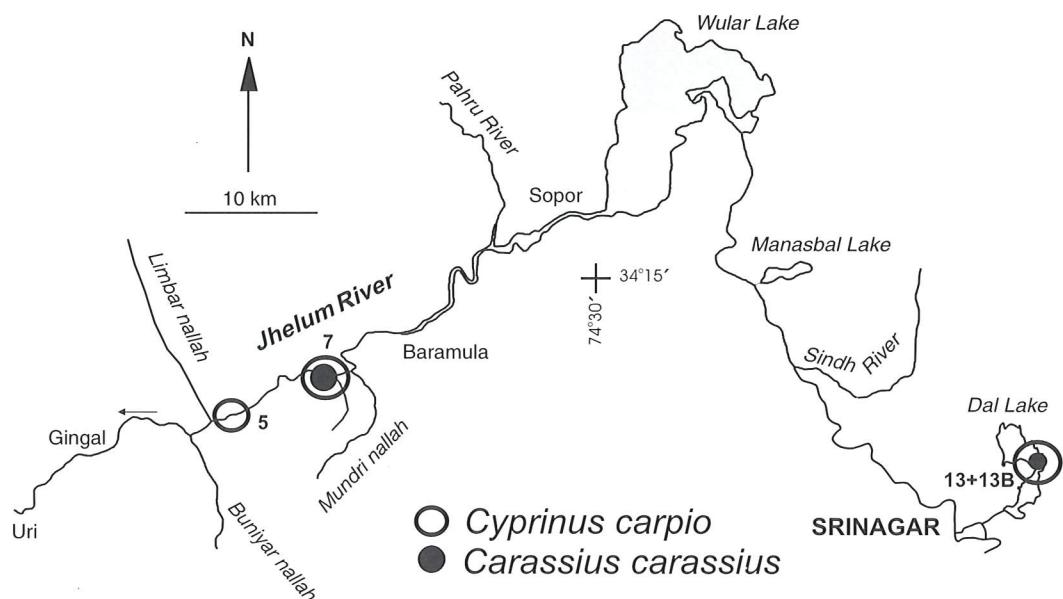 Wular Lake
N
Pahru River
10 km
Sopor
Manasbal Lake
34°15´
74°30´
Limbar nallah
Jhelum River
7
Baramula
Sindh River
Dal Lake
5
Gingal
Mundri nallah
13+13B
Uri
Buniyar nallah
SRINAGAR
Cyprinus carpio
Carassius carassius